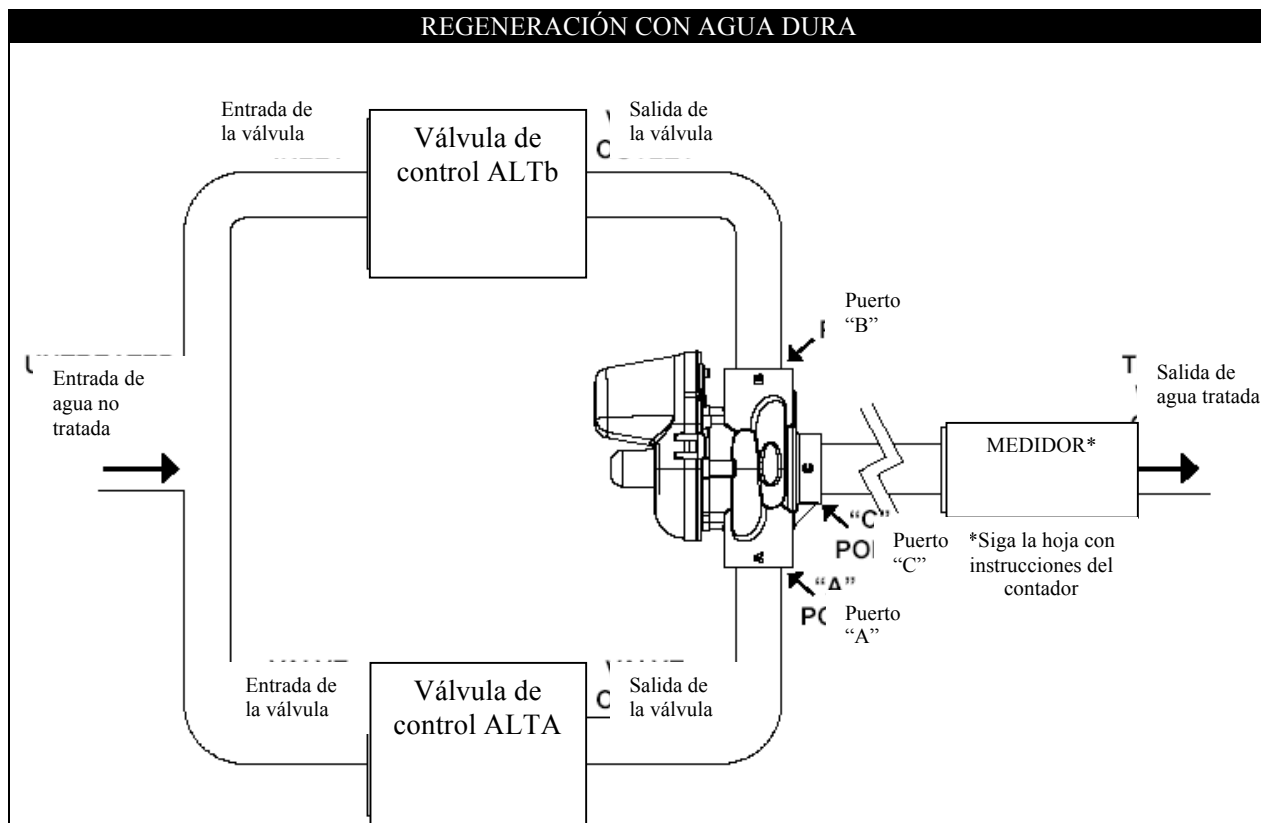 REGENERACIÓN CON AGUA DURA
Entrada de
la válvula
Válvula de
control ALTb
Salida de
la válvula
Puerto
“B”
B
Entrada de
agua no
tratada
Salida de
agua tratada
MEDIDOR*
C
“C”
Puerto
“C”
*Siga la hoja con
instrucciones del
contador
A
“A”
Puerto
“A”
Entrada de
la válvula
Válvula de
control ALTA
Salida de
la válvula